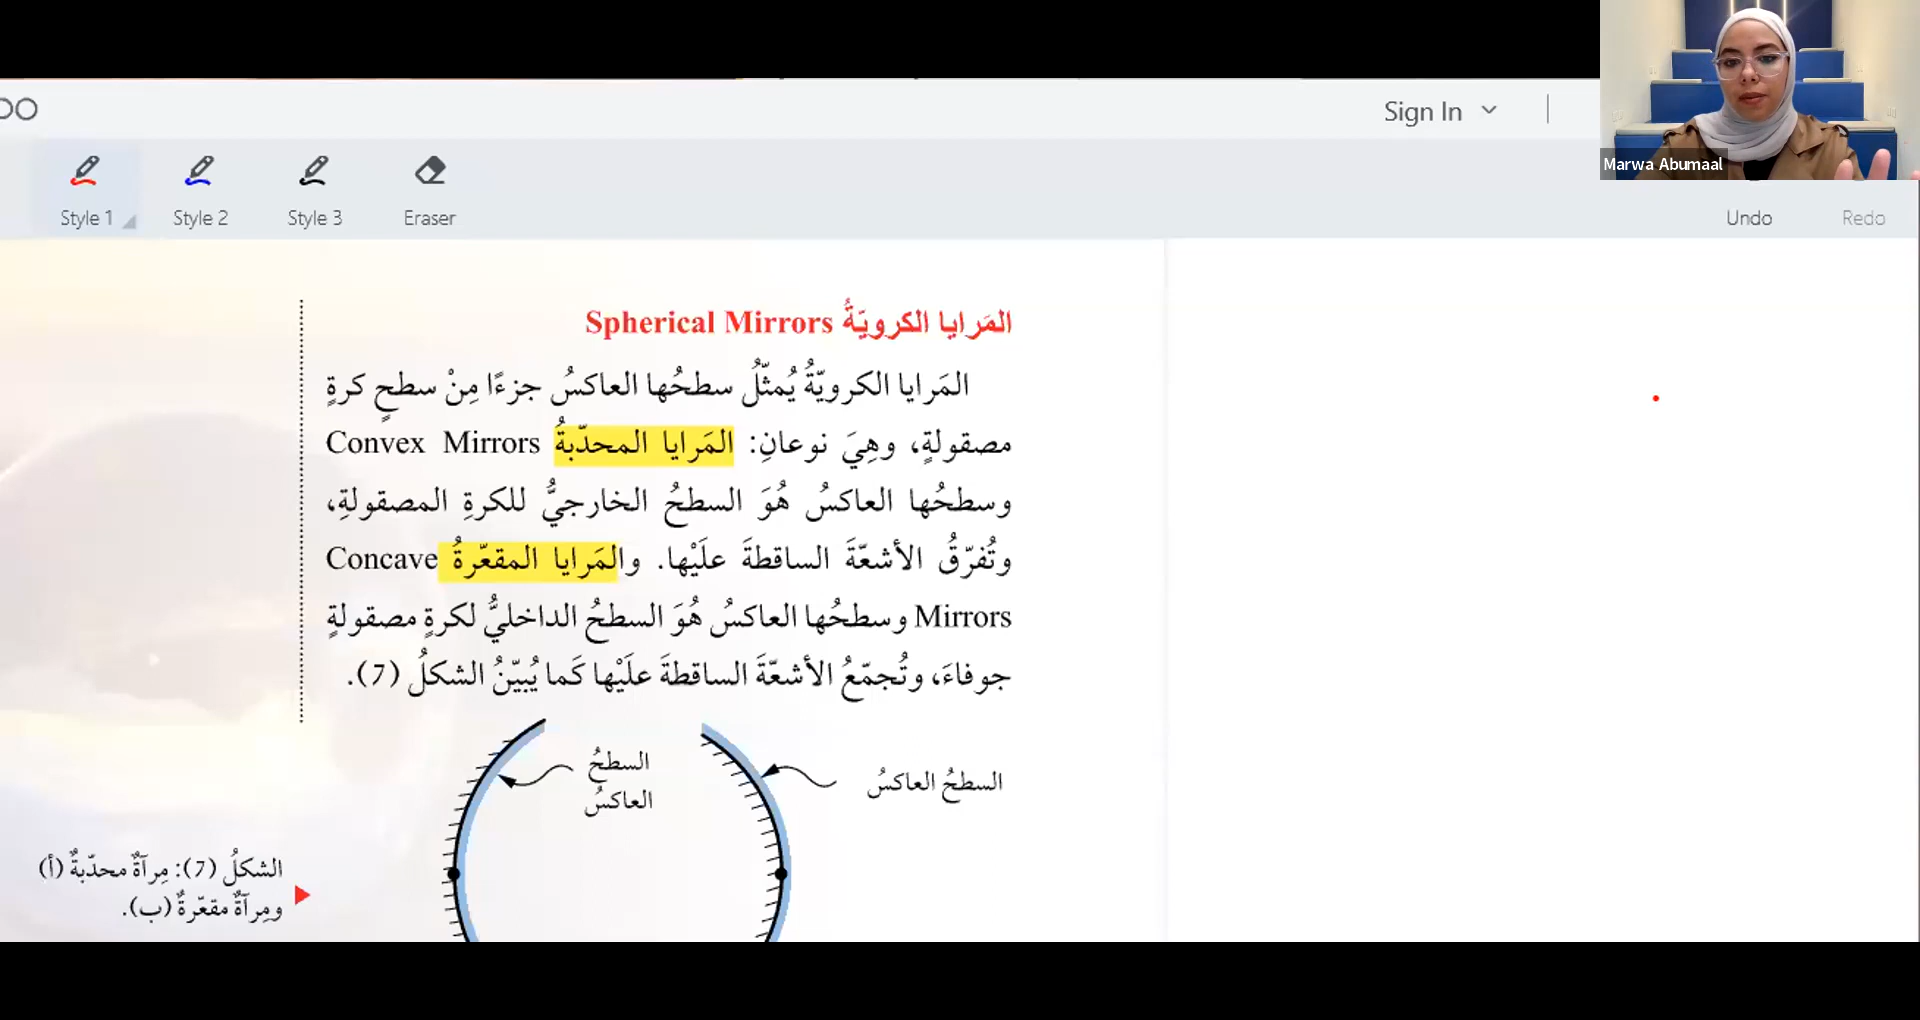 Sign In
Marwa Abumaal
Style 1
Style 2
Style 3
Eraser
Undo
Redo
المَرايا الكرويّةُ Spherical Mirrors
المَرايا الكرويّةُ يُمثّلُ سطحُها العاكسُ جزءًا مِنْ سطحِ كرةٍ
مصقولةٍ، وهِيَ نوعانِ: المَرايا المحدّبةُ Convex Mirrors
وسطحُها العاكسُ هُوَ السطحُ الخارجيُّ للكرةِ المصقولةِ،
وتُفرّقُ الأشعّةَ الساقطةَ علَيْها. والمَرايا المقعّرةُ Concave
Mirrors وسطحُها العاكسُ هُوَ السطحُ الداخليُّ لكرةٍ مصقولةٍ
جوفاءَ، وتُجمّعُ الأشعّةَ الساقطةَ علَيْها كَما يُبيّنُ الشكلُ (7).
السطحُ العاكسُ
السطحُ
العاكسُ
الشكلُ (7): مِرآةٌ محدّبةٌ (أ)
ومِرآةٌ مقعّرةٌ (ب).